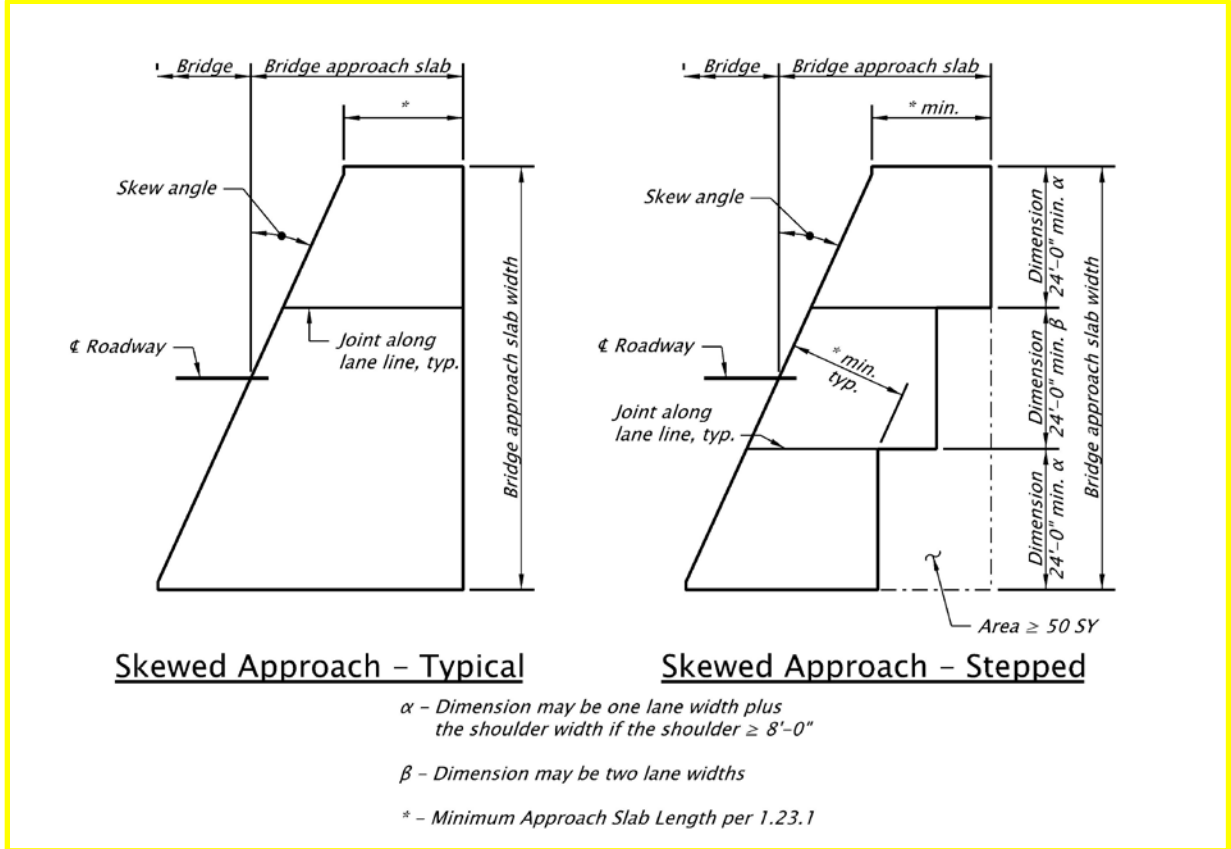 Bridge
Bridge approach slab
*
Skew angle
Joint along
lane line, typ.
℄ Roadway
Bridge approach slab width
Skewed Approach – Typical
Bridge
Bridge approach slab
* min.
Skew angle
℄ Roadway
* min.
typ.
Joint along
lane line, typ.
Dimension
24'-0" min. α
Dimension
24'-0" min. β
Dimension
24'-0" min. α
Bridge approach slab width
Area ≥ 50 SY
Skewed Approach – Stepped
α – Dimension may be one lane width plus
the shoulder width if the shoulder ≥ 8'-0"
β – Dimension may be two lane widths
* – Minimum Approach Slab Length per 1.23.1